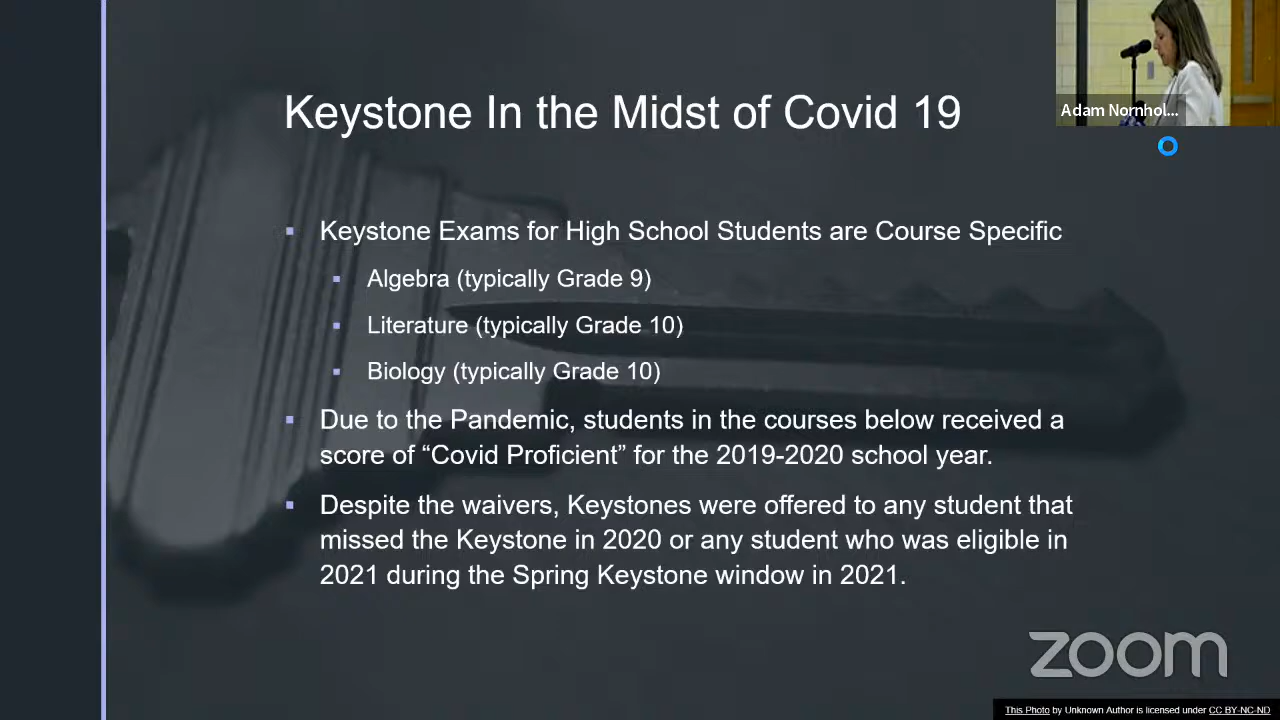 Keystone In the Midst of Covid 19
Adam Nornhol...
Keystone Exams for High School Students are Course Specific
Algebra (typically Grade 9)
Literature (typically Grade 10)
Biology (typically Grade 10)
Due to the Pandemic, students in the courses below received a
score of “Covid Proficient” for the 2019-2020 school year.
Despite the waivers, Keystones were offered to any student that
missed the Keystone in 2020 or any student who was eligible in
2021 during the Spring Keystone window in 2021.
zoom
This Photo by Unknown Author is licensed under CC BY-NC-ND